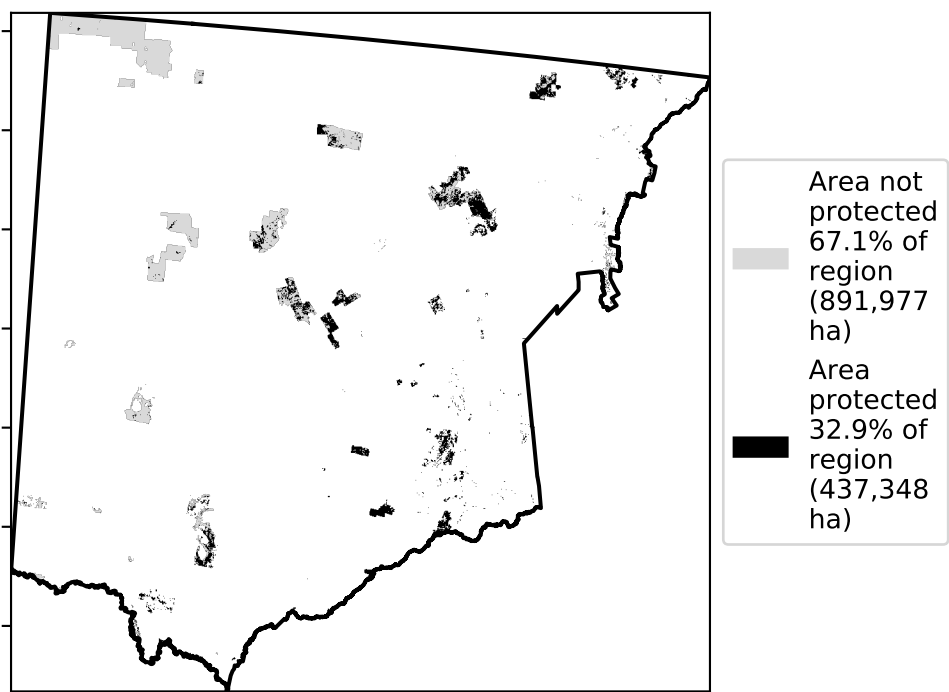 Area not
protected
67.1% of
region
(891,977
ha)
Area
protected
32.9% of
region
(437,348
ha)